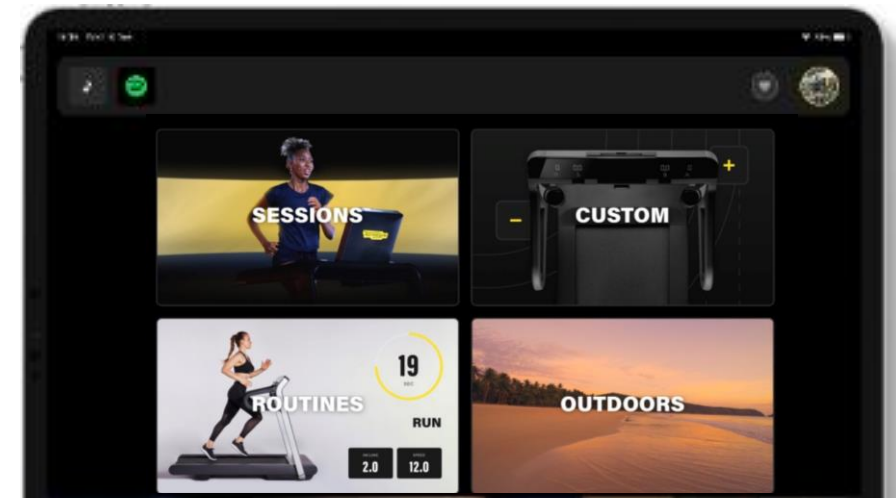 SESSIONS
CUSTOM
ROUTINES
19
RUN
2.0
12.0
OUTDOORS